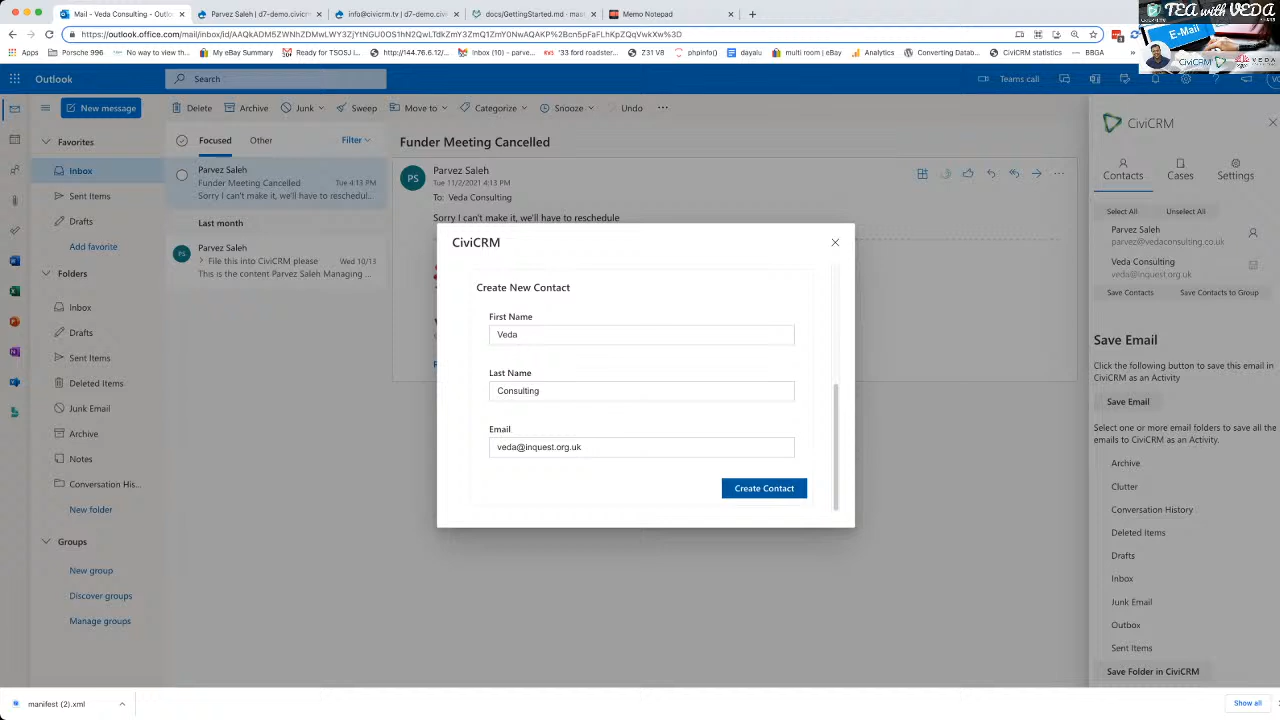 Mail - Veda Consulting - Outlo
Parvez Saleh | d7-demo.civicrm
info@civicrm.tv | d7-demo.civic
docs/GettingStarted.md · mast
Memo Notepad
https://outlook.office.com/mail/inbox/id/
Apps
Porsche 996
No way to view th...
My eBay Summary
Not in TSOSJ I...
http://144.76.6/12/...
Inbox (10) - parve...
'33 ford roadster...
Z31 V8
phpinfo()
dayalu
multi room | eBay
Analytics
Converting Datab...
CiviCRM statistics
BBGA
TEA with VEDA
E-Mail
CiviCRM
VEDA
Outlook
Search
Teams call
New message
Delete
Archive
Junk
Sweep
Move to
Categorize
Snooze
Undo
Favorites
Inbox
Sent Items
Drafts
Add favorite
Folders
Inbox
Drafts
Sent Items
Deleted Items
Junk Email
Archive
Notes
Conversation His...
New folder
Groups
New group
Discover groups
Manage groups
Focused
Other
Filter
Parvez Saleh
Funder Meeting Cancelled
Tue 4:13 PM
Sorry I can't make it, we'll have to reschedul...
Last month
Parvez Saleh
File this into CiviCRM please
Wed 10/13
This is the content Parvez Saleh Managing ...
Funder Meeting Cancelled
PS
Parvez Saleh
Tue 11/2/2021 4:13 PM
To: Veda Consulting
Sorry I can't make it, we'll have to reschedule
CiviCRM
Create New Contact
First Name
Veda
Last Name
Consulting
Email
veda@inquest.org.uk
Create Contact
CiviCRM
Contacts
Cases
Settings
Select All
Unselect All
Parvez Saleh
parvez@vedaconsulting.co.uk
Veda Consulting
veda@inquest.org.uk
Save Contacts
Save Contacts to Group
Save Email
Click the following button to save this email in
CiviCRM as an Activity
Save Email
Select one or more email folders to save all the
emails to CiviCRM as an Activity.
Archive
Clutter
Conversation History
Deleted Items
Drafts
Inbox
Junk Email
Outbox
Sent Items
Save Folder in CiviCRM
manifest (2).xml
Show all